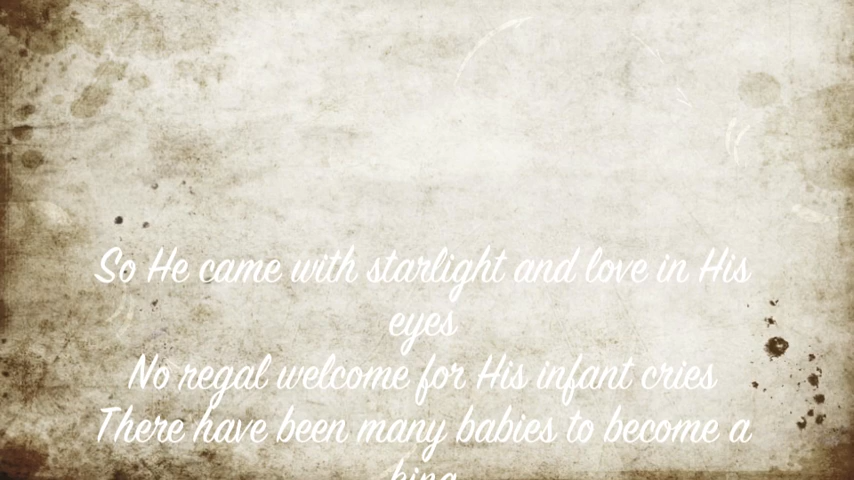 So He came with starlight and love in His
eyes
No regal welcome for His infant cries
There have been many babies to become a
king